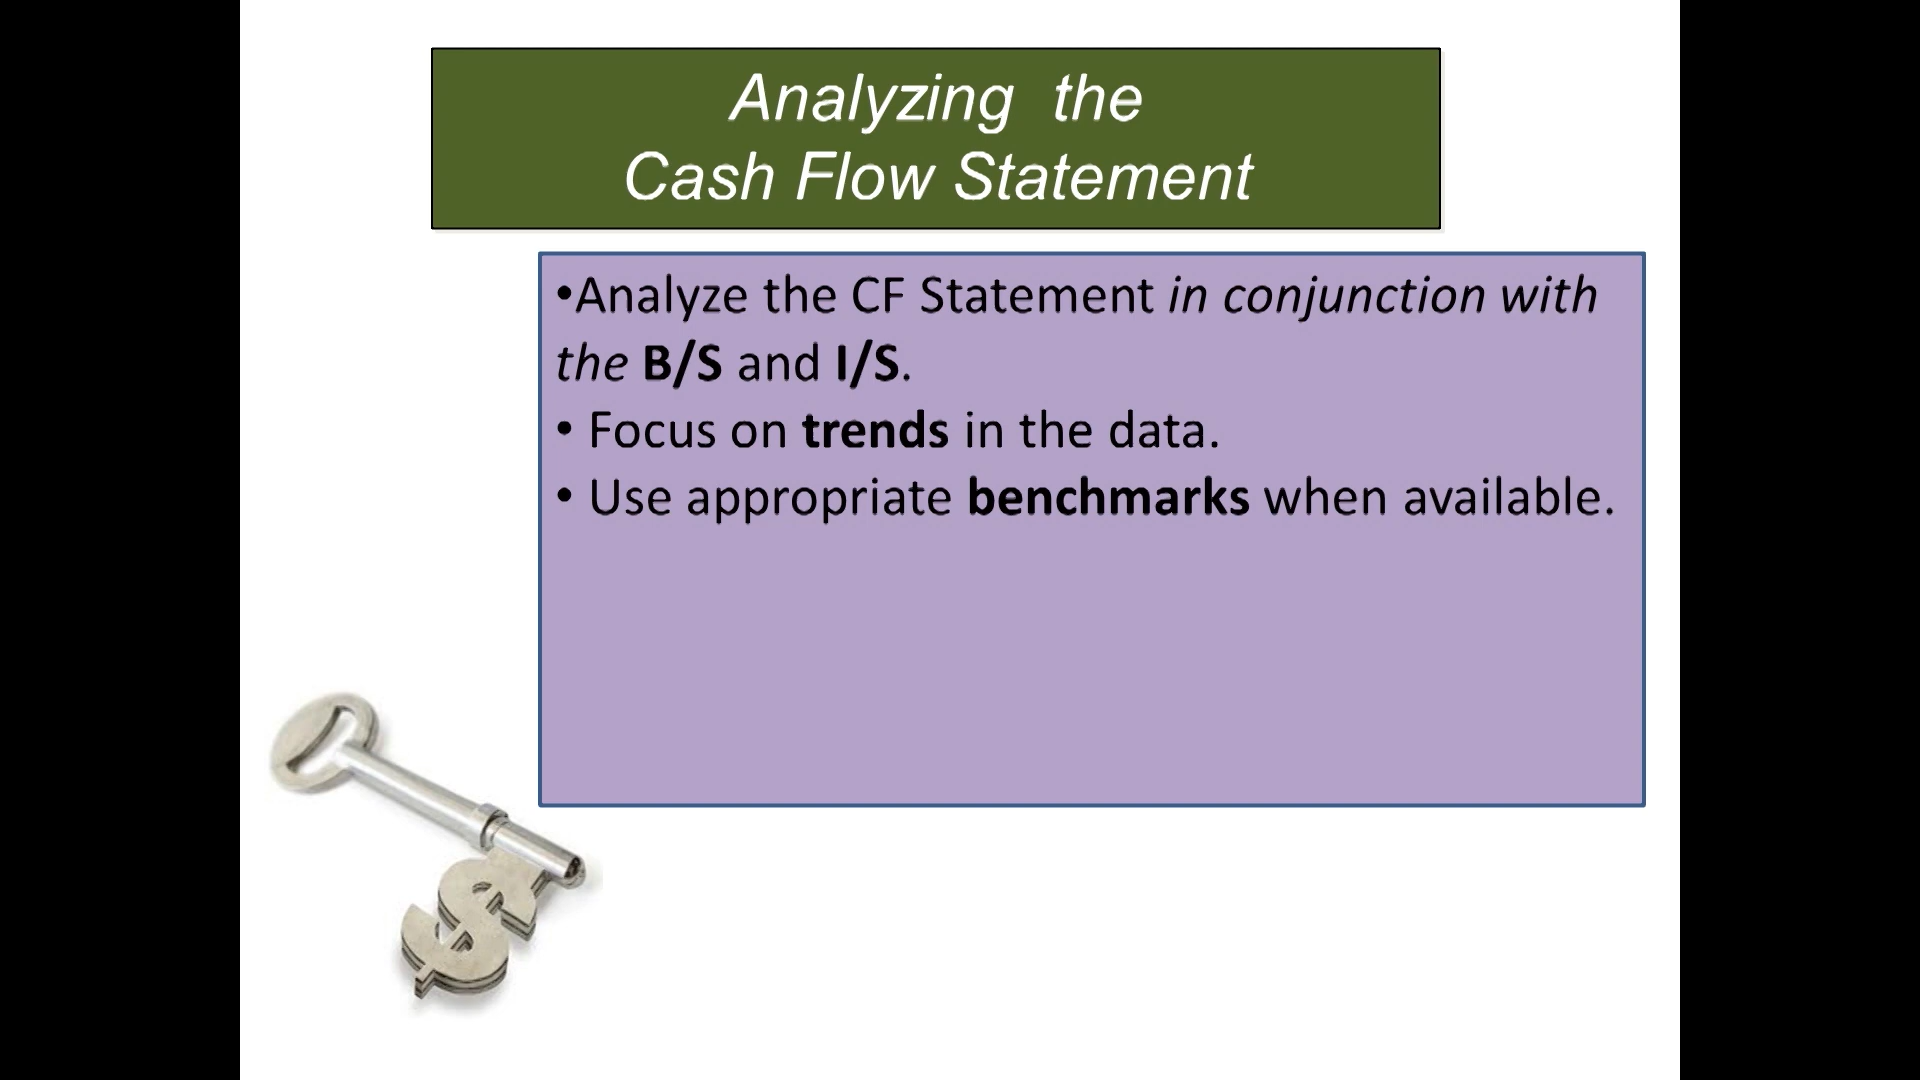 Analyzing the
Cash Flow Statement
•Analyze the CF Statement in conjunction with
the B/S and I/S.
• Focus on trends in the data.
• Use appropriate benchmarks when available.